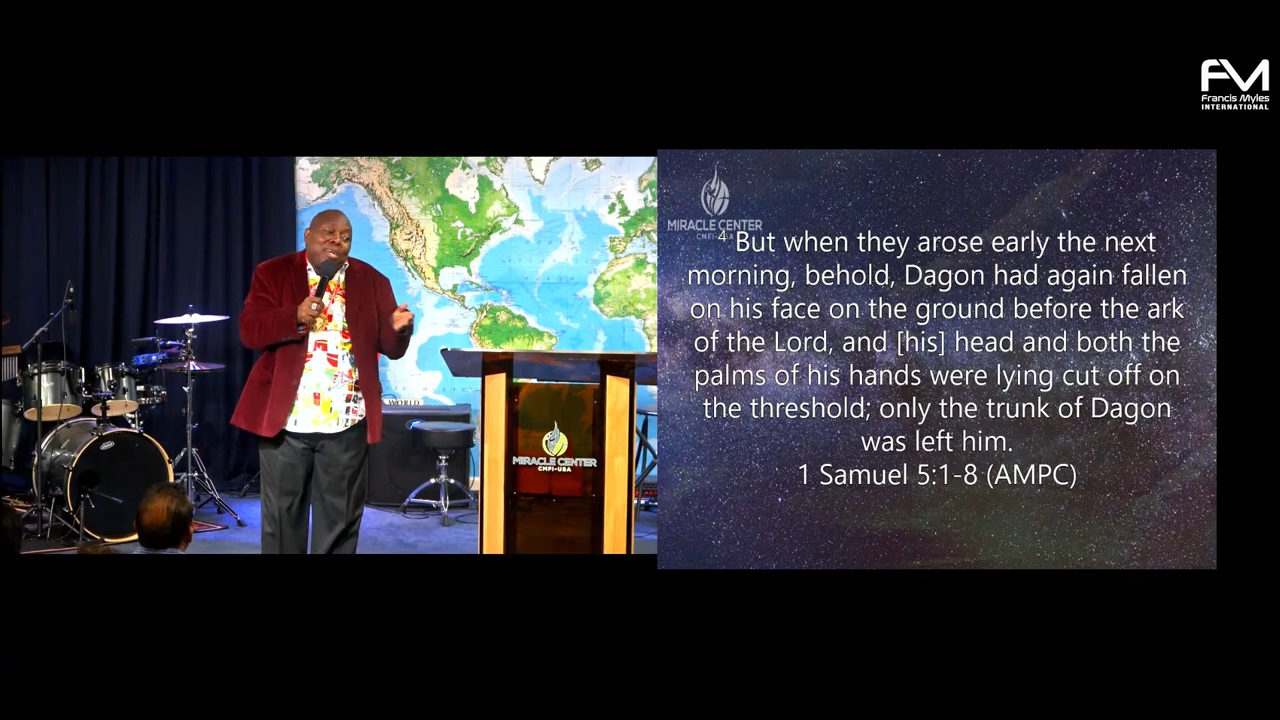 FM
Francis Myles
INTERNATIONAL
WORLD
MIRACLE CENTER
CMFI-USA
MIRACLE CENTER
CMFI-USA
4 But when they arose early the next
morning, behold, Dagon had again fallen
on his face on the ground before the ark
of the Lord, and [his] head and both the
palms of his hands were lying cut off on
the threshold; only the trunk of Dagon
was left him.
1 Samuel 5:1-8 (AMPC)